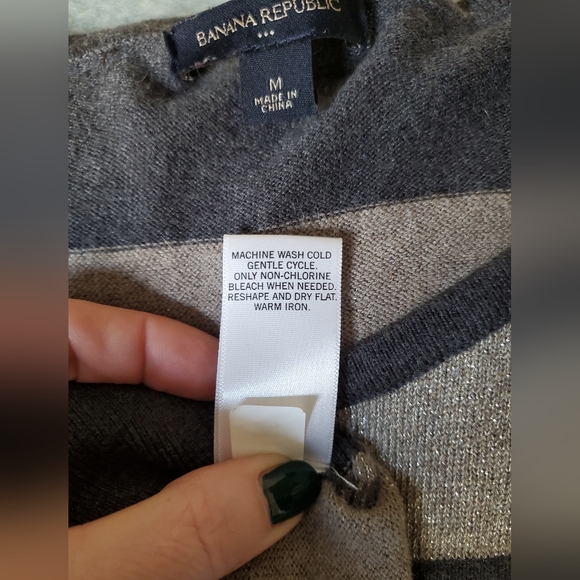 BANANA REPUBLIC
M
MADE IN
CHINA
MACHINE WASH COLD
GENTLE CYCLE.
ONLY NON-CHLORINE
BLEACH WHEN NEEDED.
RESHAPE AND DRY FLAT.
WARM IRON.